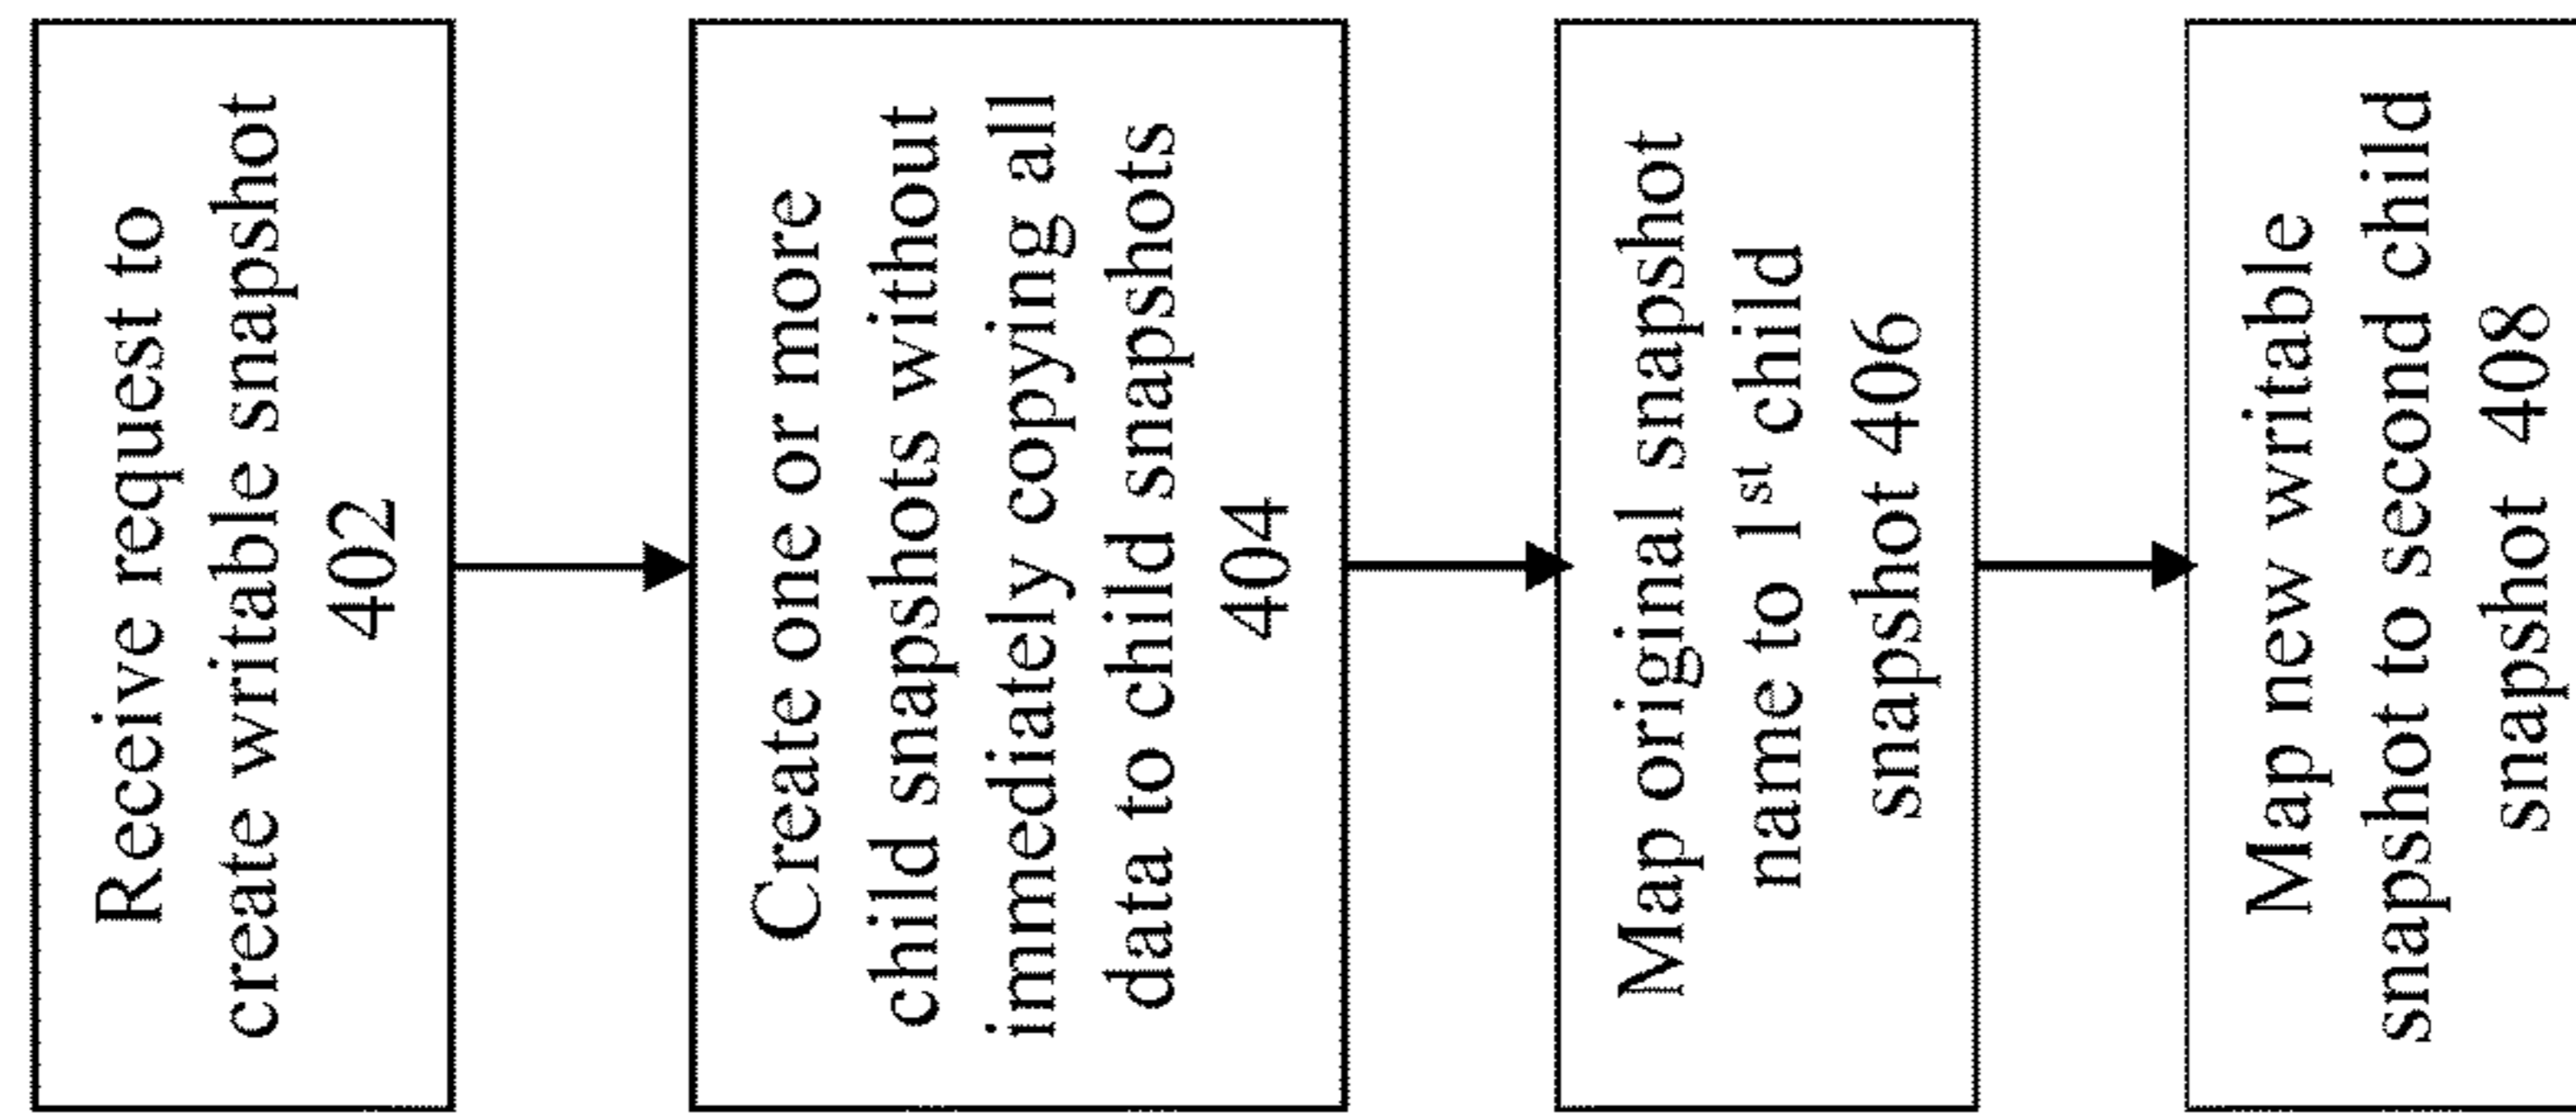 Receive request to
create writable snapshot
402
Create one or more
child snapshots without
immediately copying all
data to child snapshots
404
Map original snapshot
name to 1st child
snapshot 406
Map new writable
snapshot to second child
snapshot 408